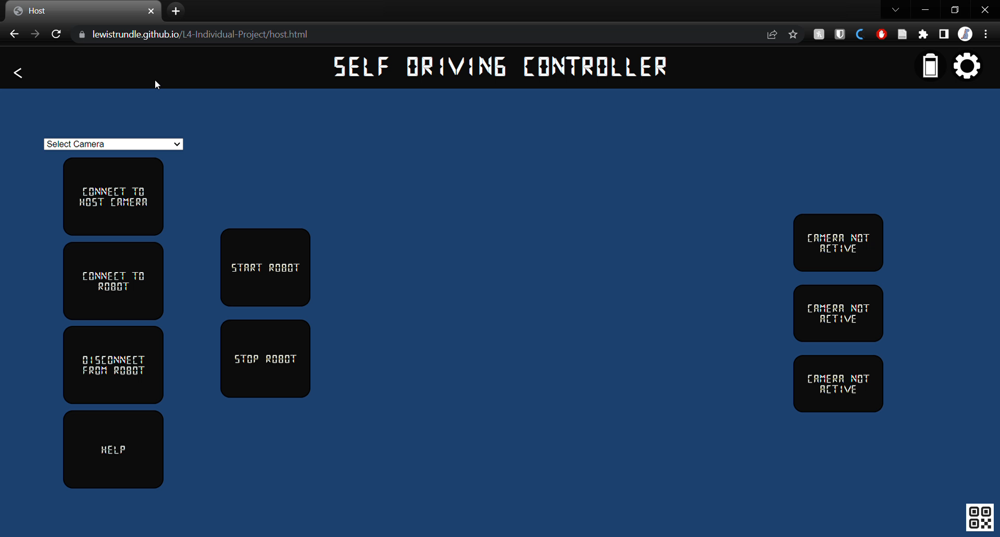 Host
lewistrundle.github.io/L4-Individual-Project/host.html
<
SELF DRIVING CONTROLLER
Select Camera
CONNECT TO
HOST CAMERA
CONNECT TO
ROBOT
DISCONNECT
FROM ROBOT
HELP
START ROBOT
STOP ROBOT
CAMERA NOT
ACTIVE
CAMERA NOT
ACTIVE
CAMERA NOT
ACTIVE